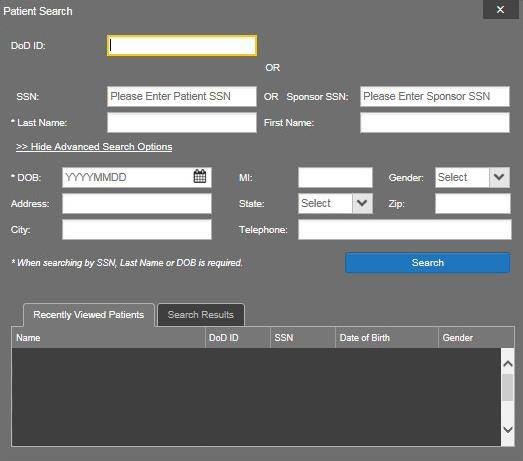 Patient Search
DoD ID:
OR
SSN: Please Enter Patient SSN OR Sponsor SSN: Please Enter Sponsor SSN
* Last Name: First Name:
>> Hide Advanced Search Options
* DOB: YYYYMMDD MI: Gender: Select
Address: State: Select Zip:
City: Telephone:
* When searching by SSN, Last Name or DOB is required. Search
Recently Viewed Patients Search Results
Name DoD ID SSN Date of Birth Gender